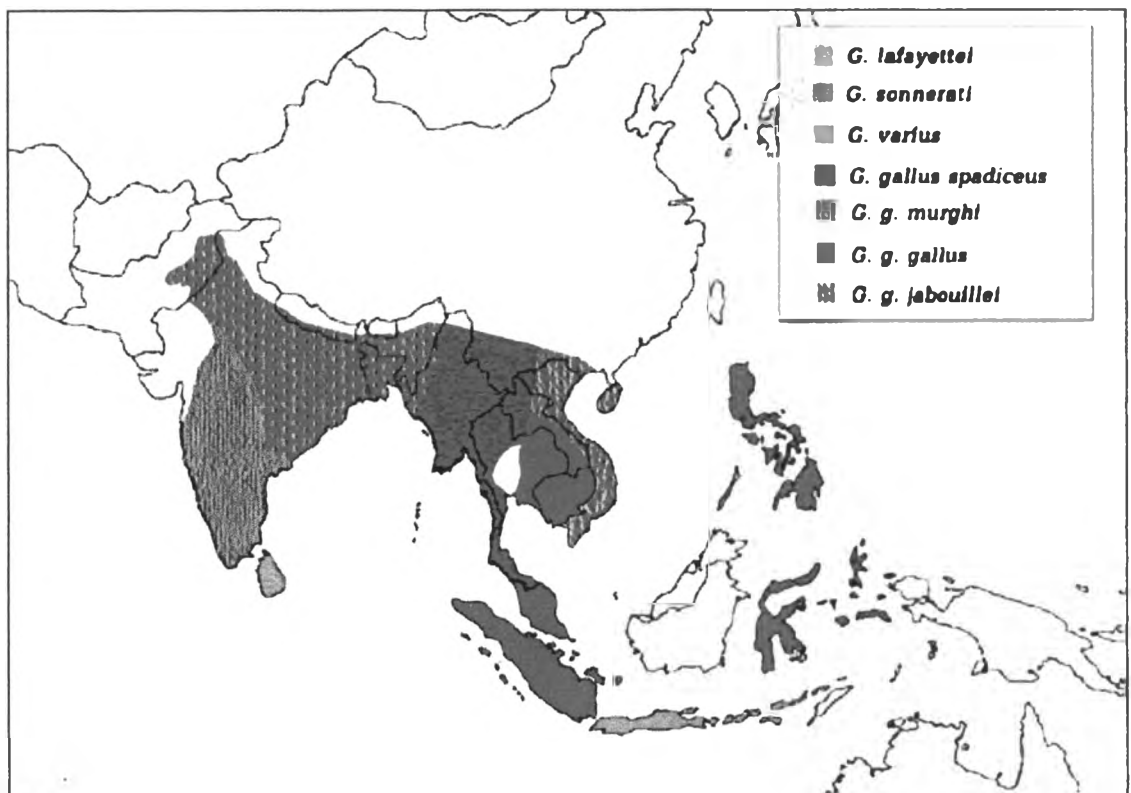 G. lafayettei
G. sonnerati
G. varius
G. gallus spadiceus
G. g. murghi
G. g. gallus
G. g. jabouillei